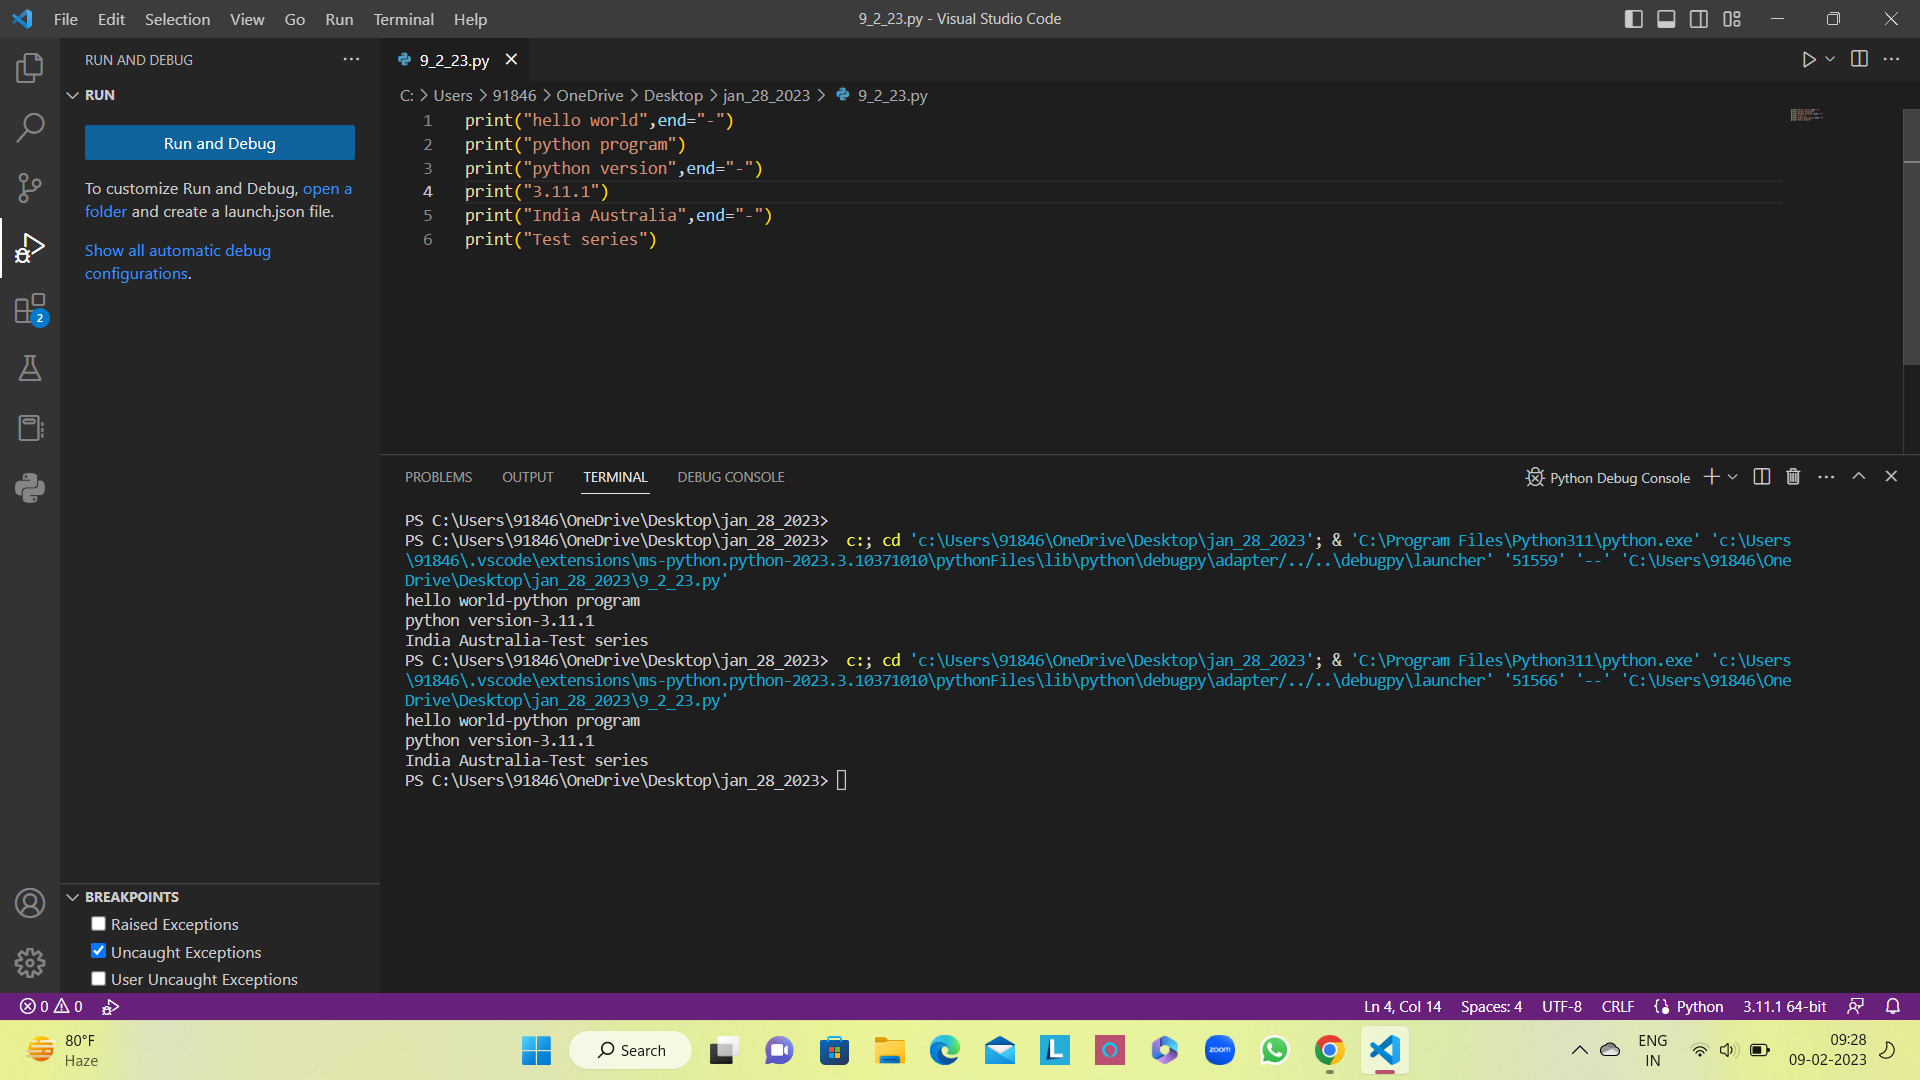 File Edit Selection View Go Run Terminal Help
9_2_23.py - Visual Studio Code
RUN AND DEBUG
RUN
Run and Debug
To customize Run and Debug, open a
folder and create a launch.json file.
Show all automatic debug
configurations.
2
9_2_23.py
C: > Users > 91846 > OneDrive > Desktop > jan_28_2023 > 9_2_23.py
1 print("hello world",end="-")
2 print("python program")
3 print("python version",end="-")
4 print("3.11.1")
5 print("India Australia",end="-")
6 print("Test series")
PROBLEMS OUTPUT TERMINAL DEBUG CONSOLE
Python Debug Console
PS C:\Users\91846\OneDrive\Desktop\jan_28_2023>
PS C:\Users\91846\OneDrive\Desktop\jan_28_2023>  c:; cd 'c:\Users\91846\OneDrive\Desktop\jan_28_2023'; & 'C:\Program Files\Python311\python.exe' 'c:\Users
\91846\.vscode\extensions\ms-python.python-2023.3.10371010\pythonFiles\lib\python\debugpy\adapter/../..\debugpy\launcher' '51559' '--' 'C:\Users\91846\One
Drive\Desktop\jan_28_2023\9_2_23.py'
hello world-python program
python version-3.11.1
India Australia-Test series
PS C:\Users\91846\OneDrive\Desktop\jan_28_2023>  c:; cd 'c:\Users\91846\OneDrive\Desktop\jan_28_2023'; & 'C:\Program Files\Python311\python.exe' 'c:\Users
\91846\.vscode\extensions\ms-python.python-2023.3.10371010\pythonFiles\lib\python\debugpy\adapter/../..\debugpy\launcher' '51566' '--' 'C:\Users\91846\One
Drive\Desktop\jan_28_2023\9_2_23.py'
hello world-python program
python version-3.11.1
India Australia-Test series
PS C:\Users\91846\OneDrive\Desktop\jan_28_2023>
BREAKPOINTS
Raised Exceptions
Uncaught Exceptions
User Uncaught Exceptions
0 0
Ln 4, Col 14 Spaces: 4 UTF-8 CRLF Python 3.11.1 64-bit
80°F
Haze
Search
L
zoom
ENG
IN
09:28
09-02-2023